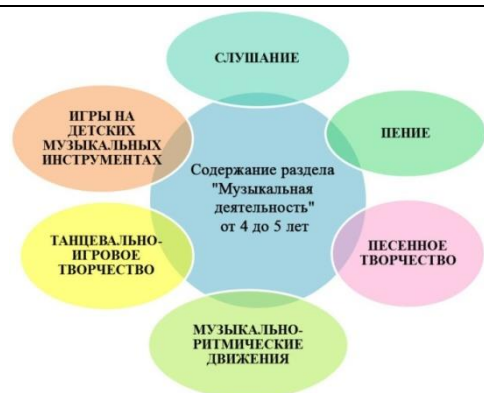 СЛУШАНИЕ
ПЕНИЕ
ПЕСЕННОЕ
ТВОРЧЕСТВО
МУЗЫКАЛЬНО-
РИТМИЧЕСКИЕ
ДВИЖЕНИЯ
ТАНЦЕВАЛЬНО-
ИГРОВОЕ
ТВОРЧЕСТВО
ИГРЫ НА
ДЕТСКИХ
МУЗЫКАЛЬНЫХ
ИНСТРУМЕНТАХ
Содержание раздела
"Музыкальная
деятельность"
от 4 до 5 лет